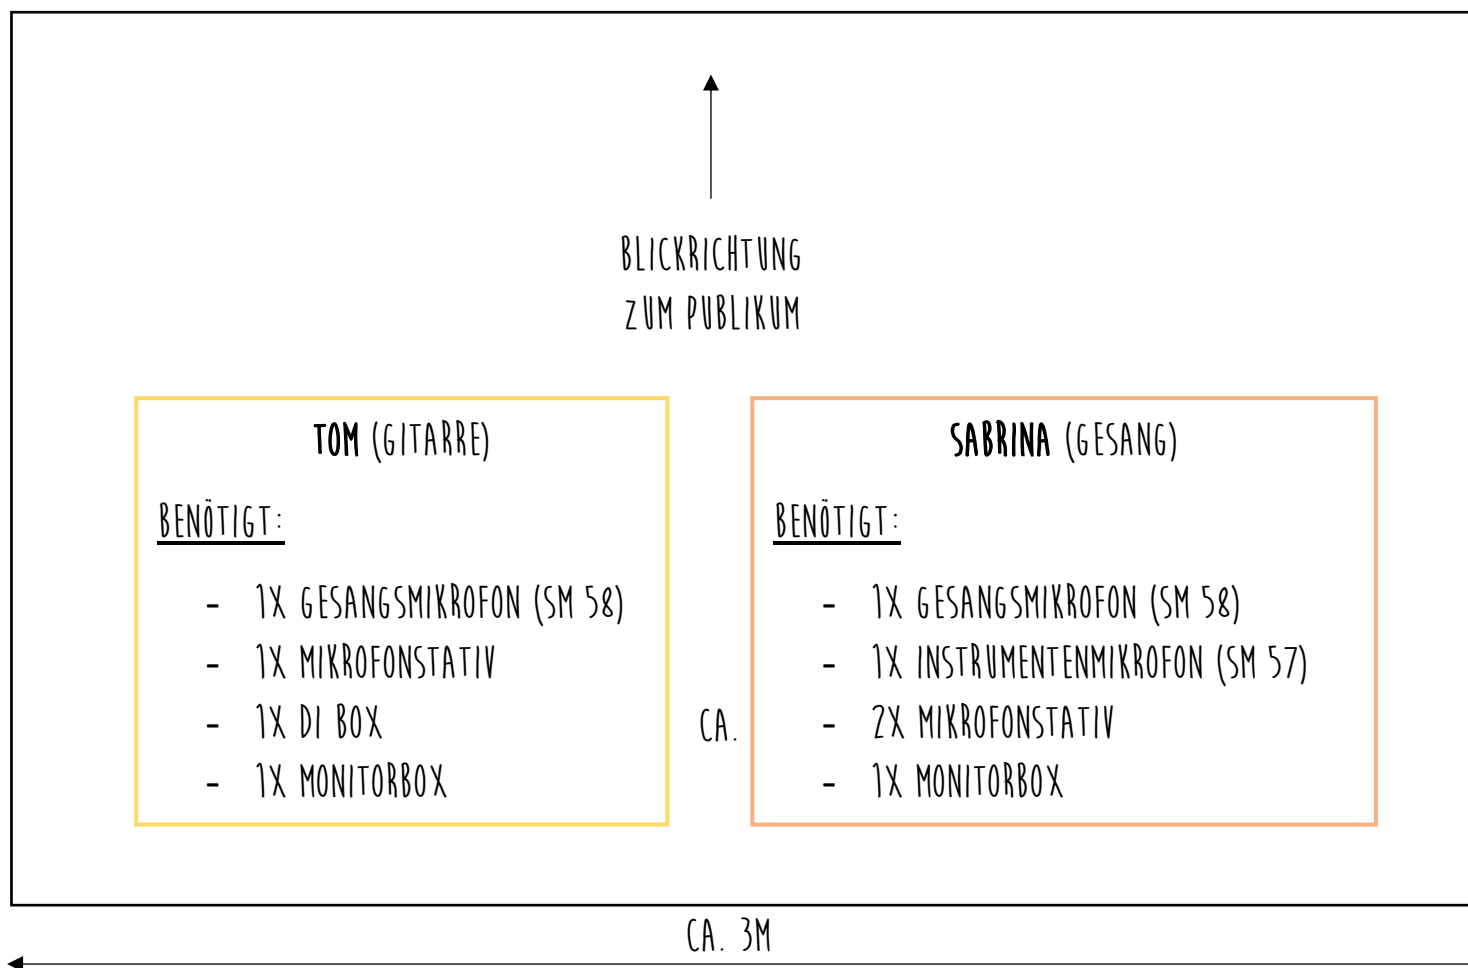 BLICKRICHTUNG
ZUM PUBLIKUM
TOM (GITARRE)
BENÖTIGT:
- 1X GESANGSMIKROFON (SM 58)
- 1X MIKROFONSTATIV
- 1X DI BOX
- 1X MONITORBOX
CA.
SABRINA (GESANG)
BENÖTIGT:
- 1X GESANGSMIKROFON (SM 58)
- 1X INSTRUMENTENMIKROFON (SM 57)
- 2X MIKROFONSTATIV
- 1X MONITORBOX
CA. 3M